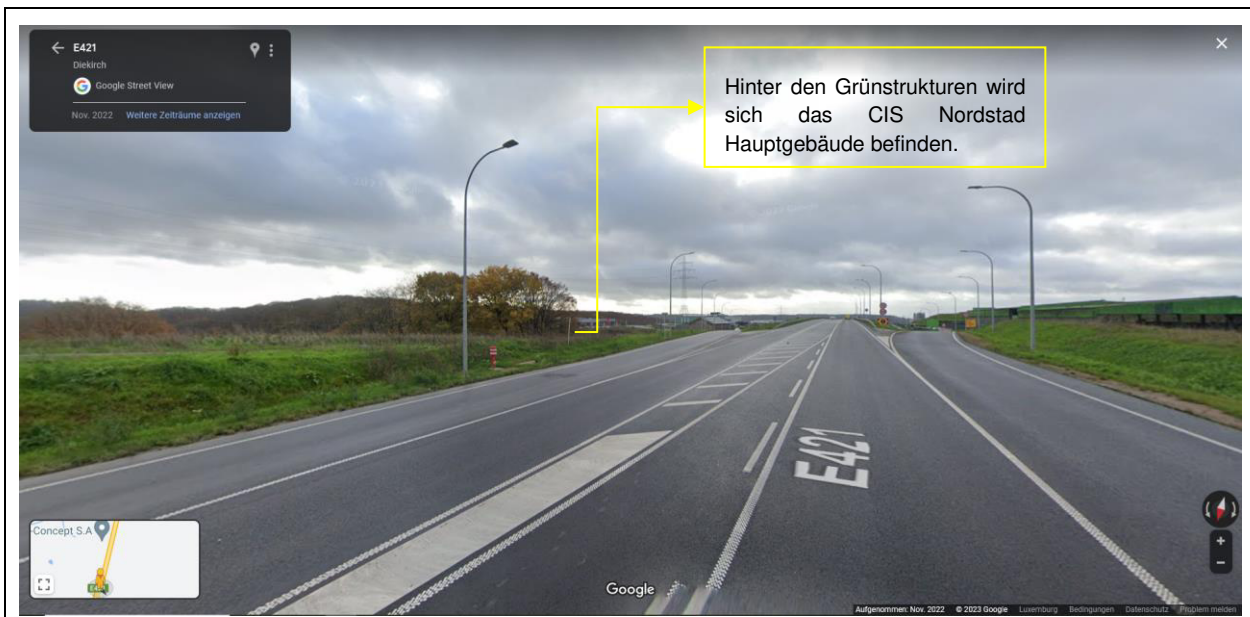 E421
Diekirch
Google Street View
Nov. 2022 Weitere Zeiträume anzeigen
Hinter den Grünstrukturen wird
sich das CIS Nordstad
Hauptgebäude befinden.
E421
-Concept S.A
Google
Aufgenommen: Nov. 2022 © 2023 Google Luxemburg Bedingungen Datenschutz Problem melden